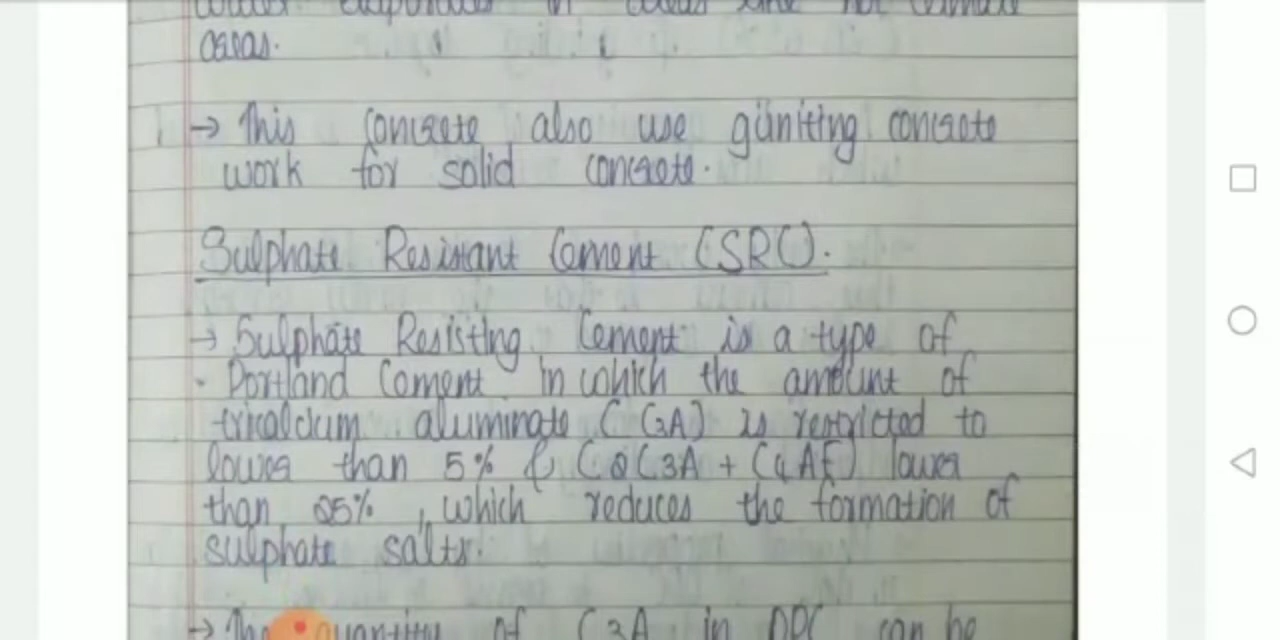 areas.
→ This concrete also use guniting concrete
work for solid concrete.
Sulphate Resistant Cement (SRC).
→ Sulphate Resisting Cement is a type of
Portland Cement in which the amount of
tricalcium aluminate (C3A) is restricted to
lower than 5% & (2C3A + C4AF) lower
than 25%, which reduces the formation of
sulphate salts.
→ The quantity of C3A in OPC can be